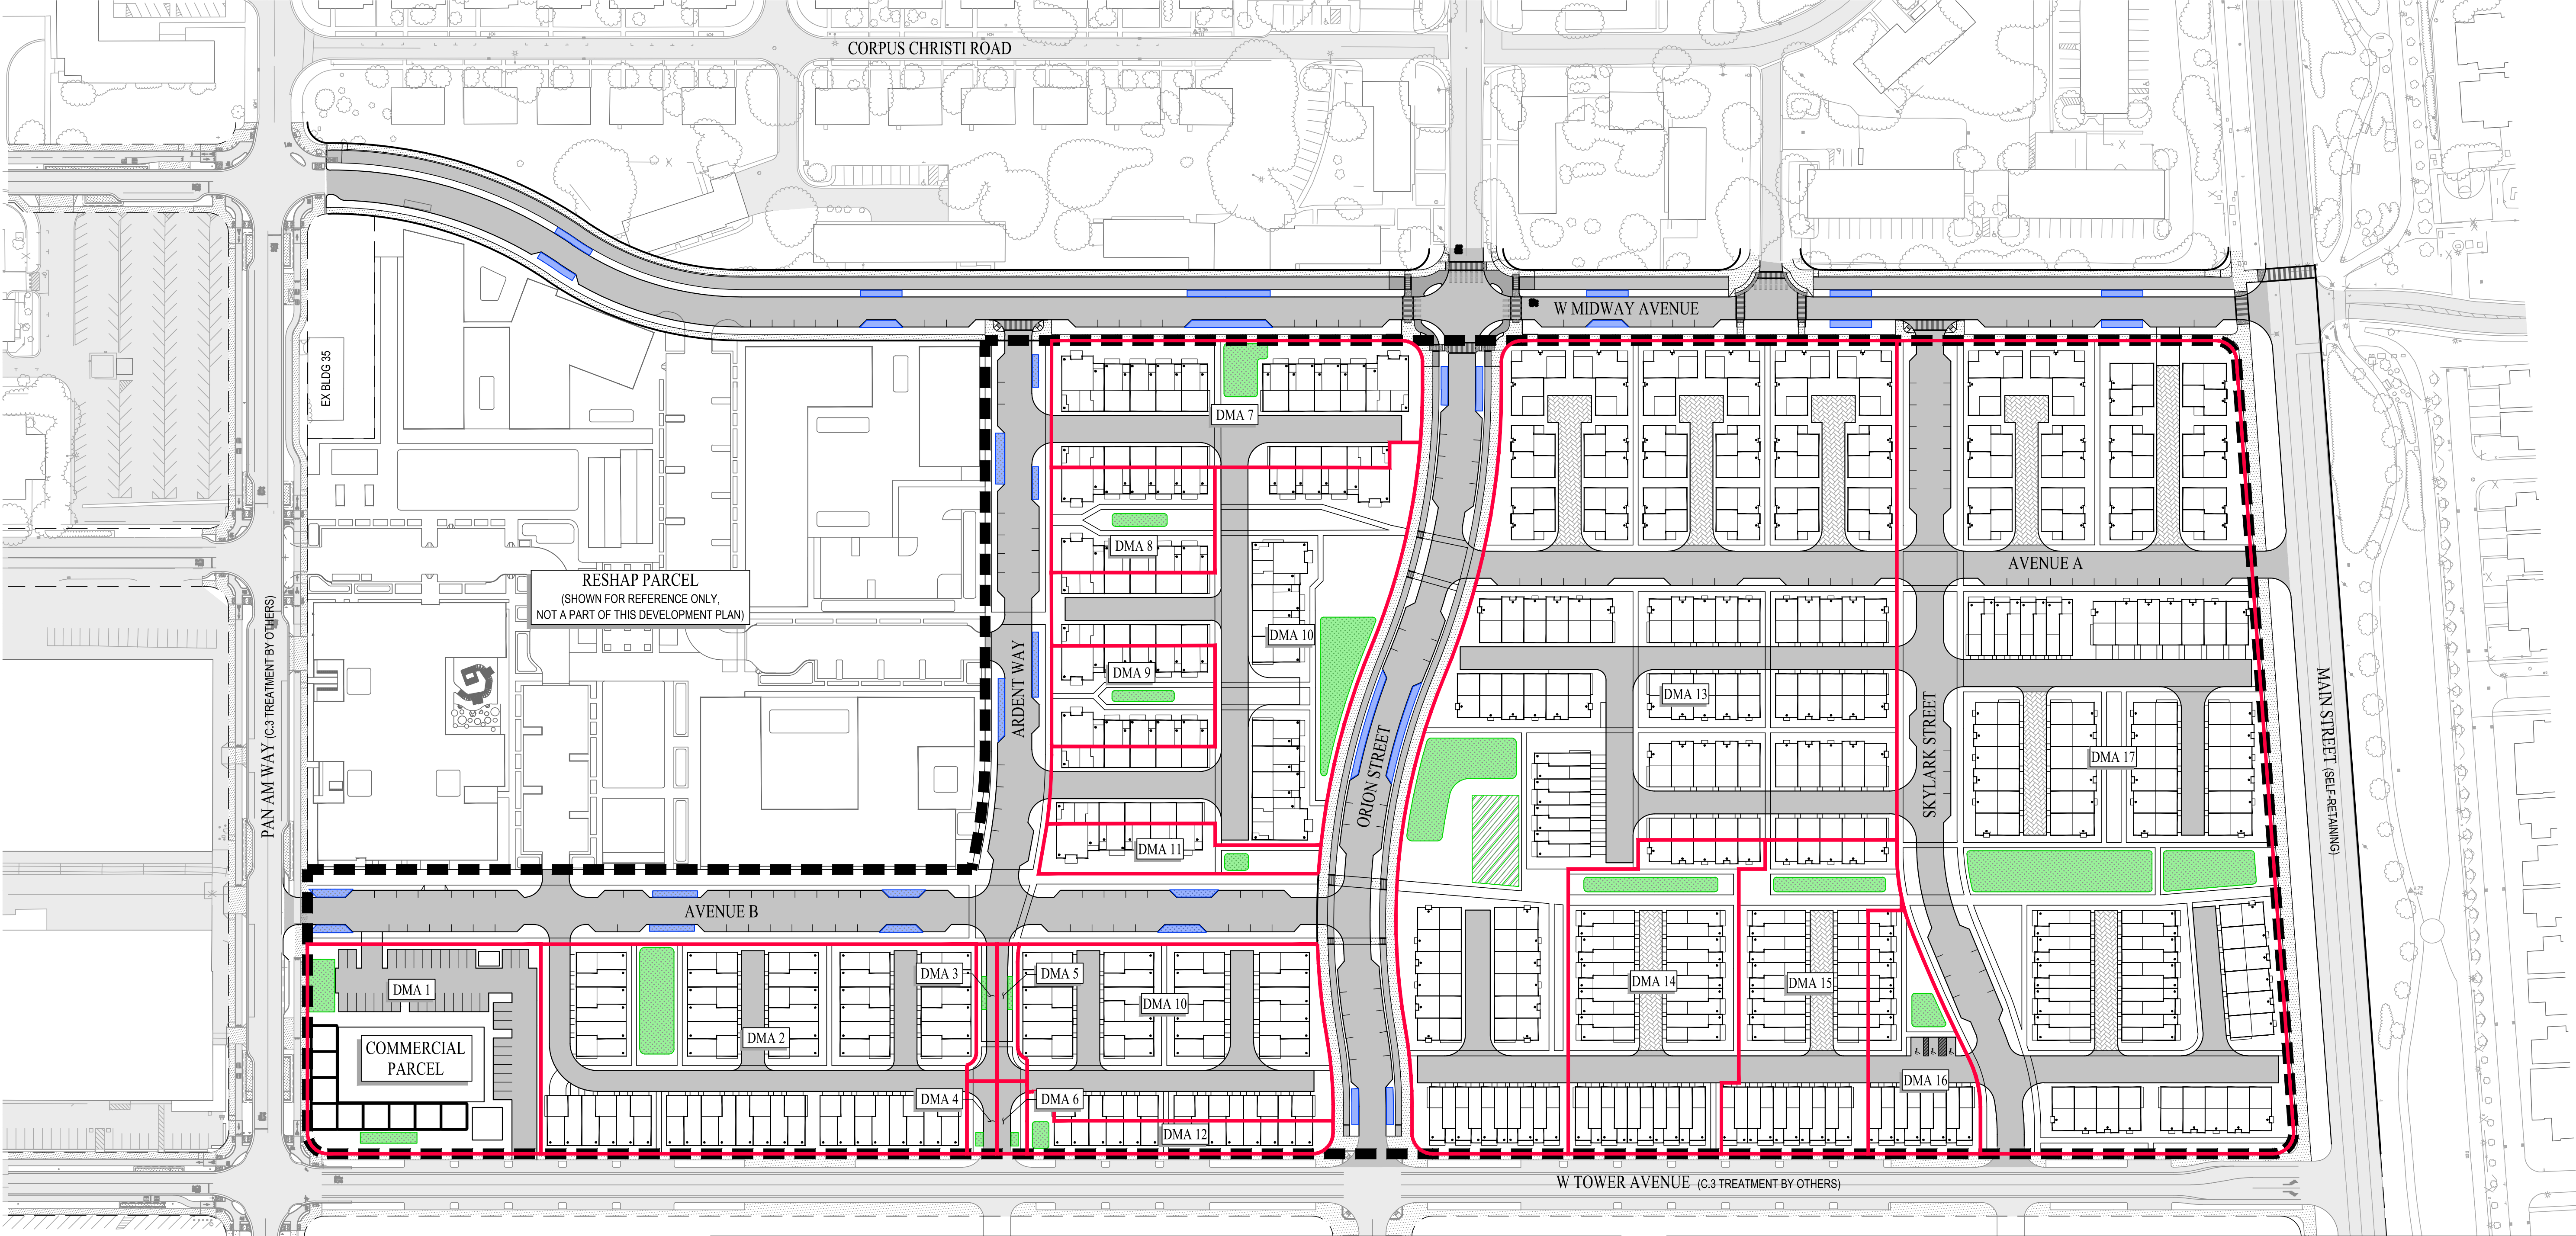 CORPUS CHRISTI ROAD
W MIDWAY AVENUE
EX BLDG 35
DMA 7
DMA 8
RESHAP PARCEL
(SHOWN FOR REFERENCE ONLY,
NOT A PART OF THIS DEVELOPMENT PLAN)
AVENUE A
DMA 10
DMA 9
ARDENT WAY
PAN AM WAY (C.3 TREATMENT BY OTHERS)
ORION STREET
DMA 13
SKYLARK STREET
DMA 17
MAIN STREET (SELF-RETAINING)
DMA 11
AVENUE B
DMA 1
DMA 3
DMA 5
DMA 10
DMA 14
DMA 15
DMA 2
COMMERCIAL
PARCEL
DMA 4
DMA 6
DMA 16
DMA 12
W TOWER AVENUE (C.3 TREATMENT BY OTHERS)